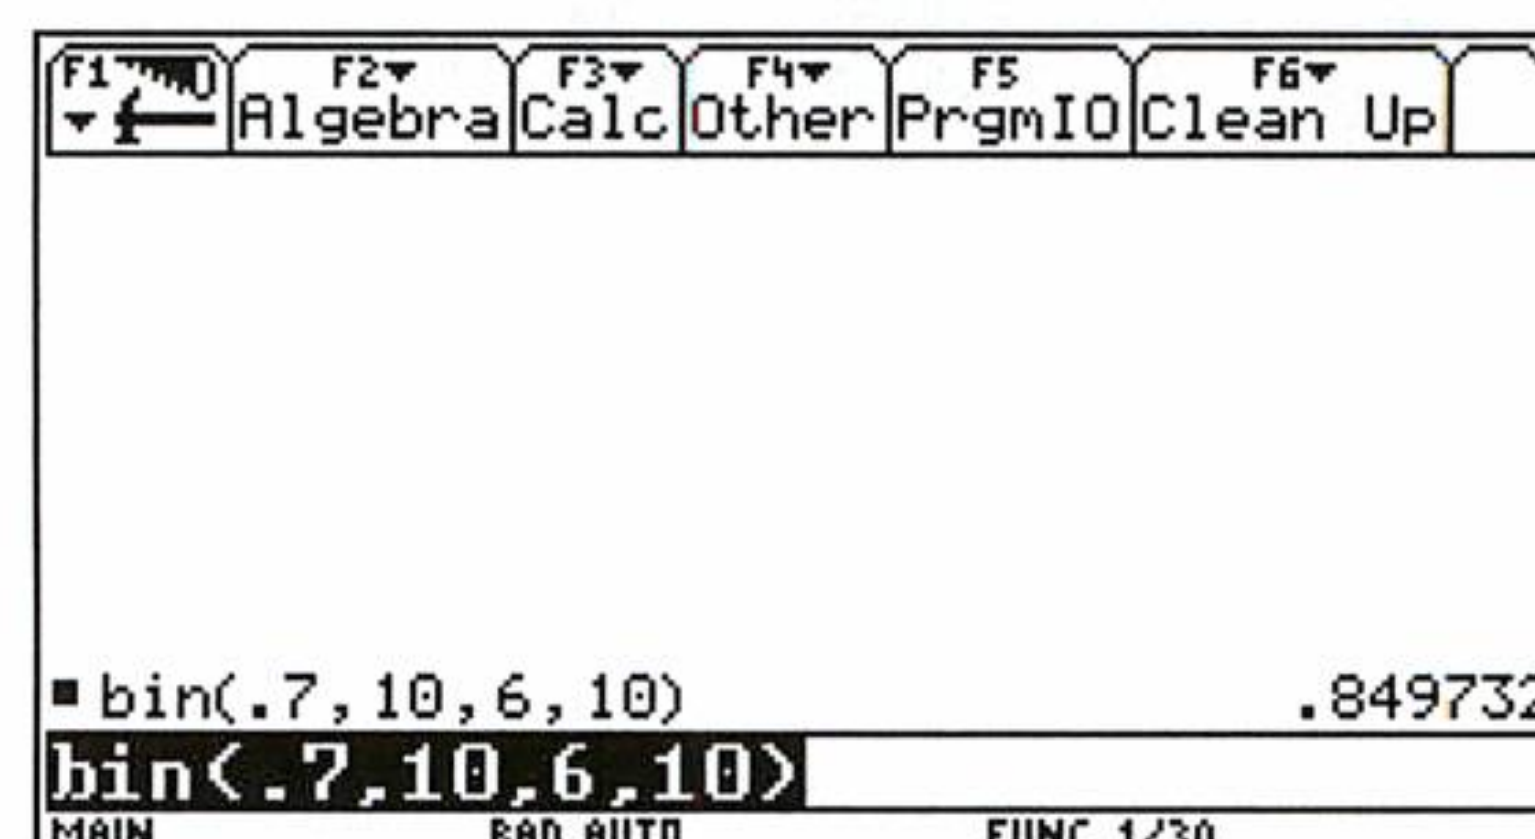 F1 F2 F3 F4 F5 F6
Algebra Calc Other PrgmIO Clean Up
bin(.7,10,6,10) .849732
bin(.7,10,6,10)
MAIN RAD AUTO FUNC 1/30